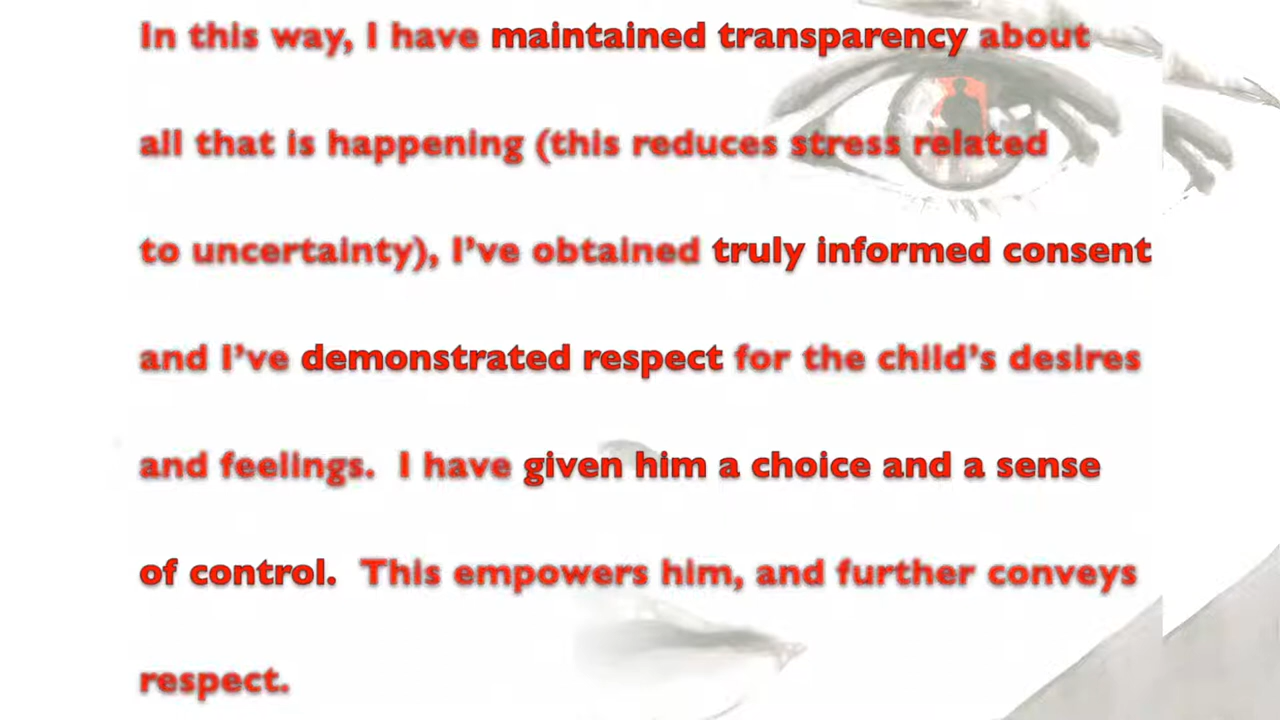 In this way, I have maintained transparency about
all that is happening (this reduces stress related
to uncertainty), I’ve obtained truly informed consent
and I’ve demonstrated respect for the child’s desires
and feelings.  I have given him a choice and a sense
of control.  This empowers him, and further conveys
respect.